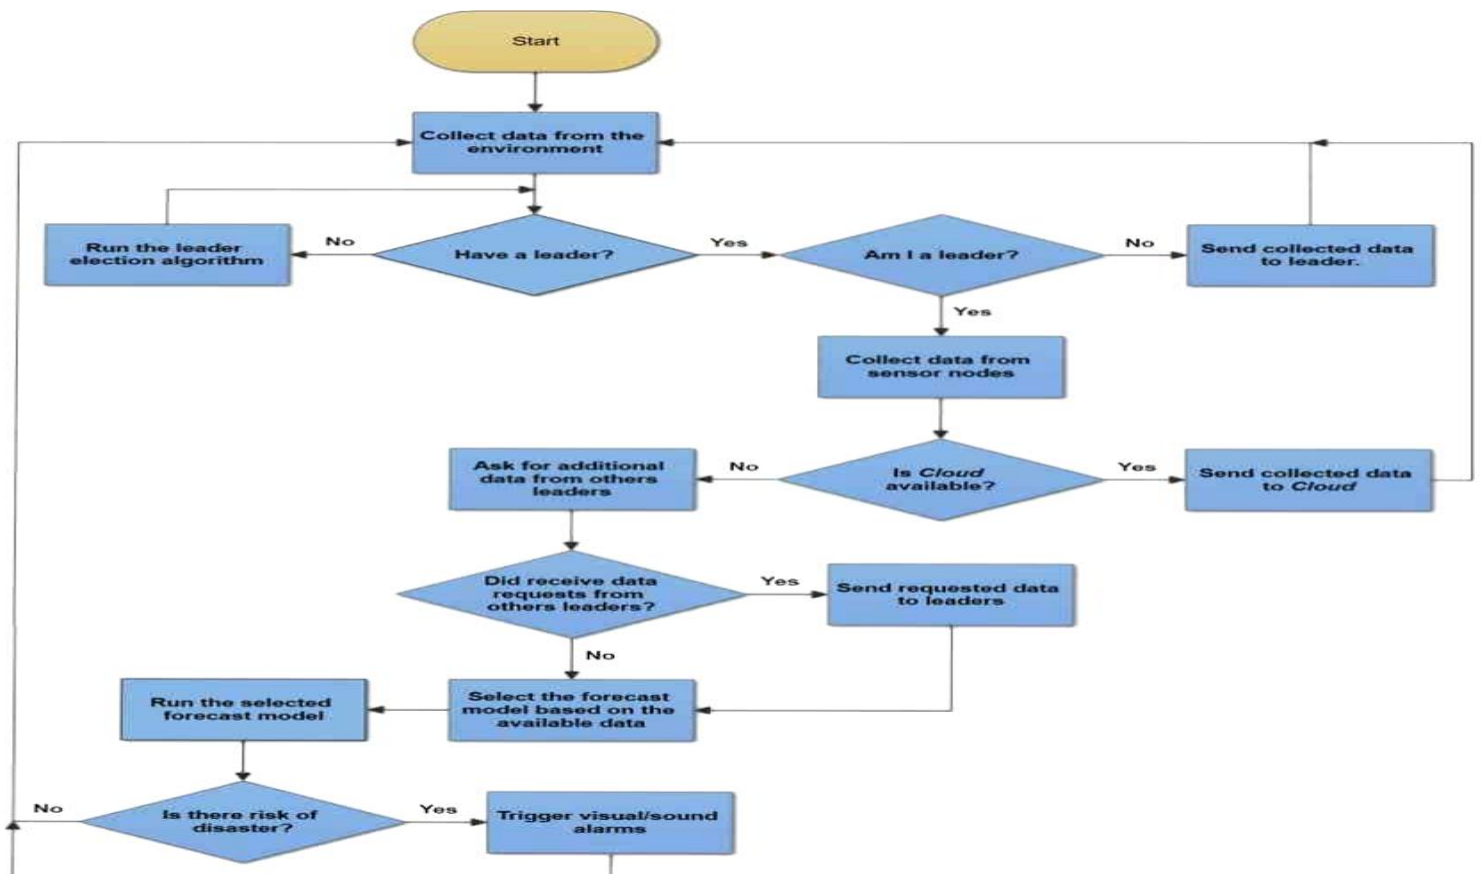 Start
Collect data from the
environment
No
Run the leader
election algorithm
Have a leader?
Yes
Am I a leader?
No
Send collected data
to leader.
Yes
Collect data from
sensor nodes
Ask for additional
data from others
leaders
No
Is Cloud
available?
Yes
Send collected data
to Cloud
Did receive data
requests from
others leaders?
Yes
Send requested data
to leaders
No
Run the selected
forecast model
Select the forecast
model based on the
available data
No
Is there risk of
disaster?
Yes
Trigger visual/sound
alarms